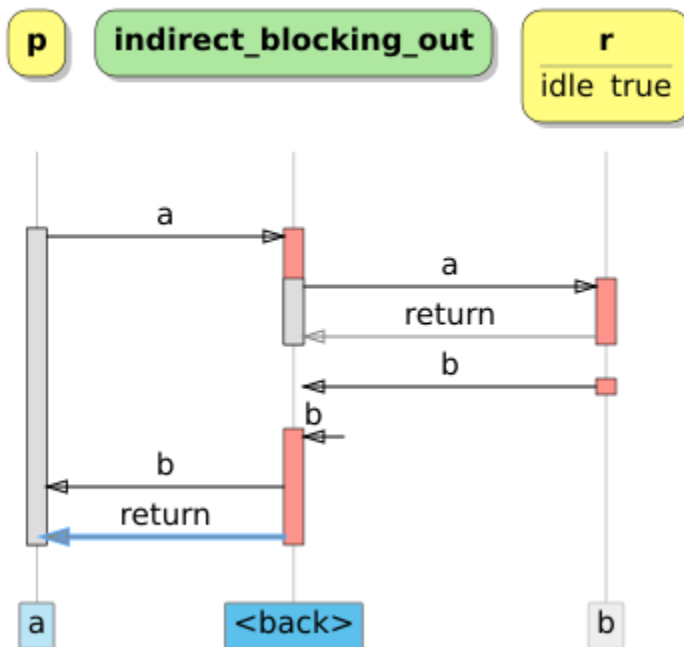 p
indirect_blocking_out
r
idle true
a
a
return
b
b
b
return
a
<back>
b